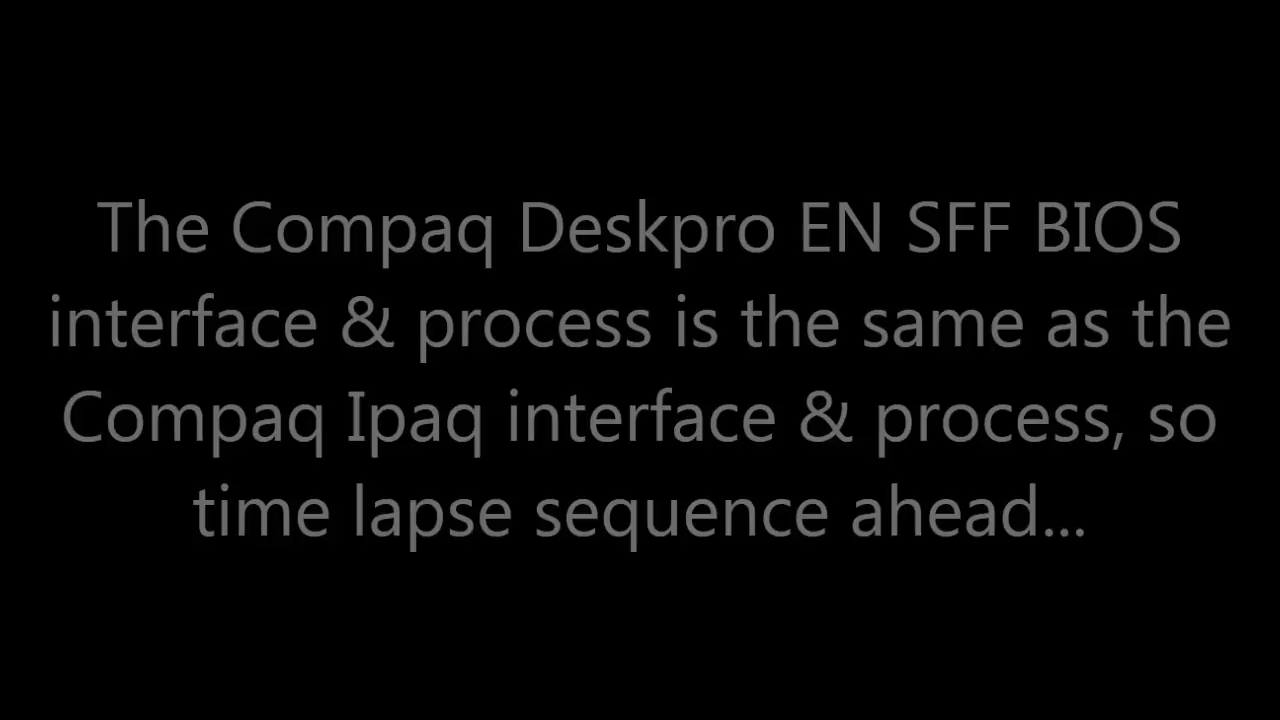 The Compaq Deskpro EN SFF BIOS
interface & process is the same as the
Compaq Ipaq interface & process, so
time lapse sequence ahead...